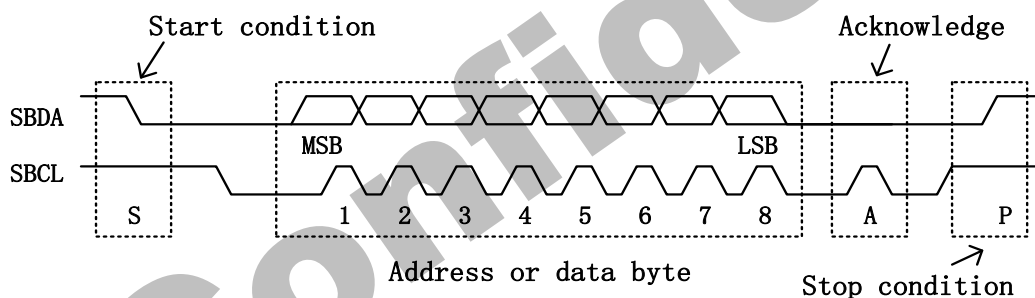 Start condition
Acknowledge
SBDA
MSB
LSB
SBCL
S
1 2 3 4 5 6 7 8
A
P
Address or data byte
Stop condition
Confide